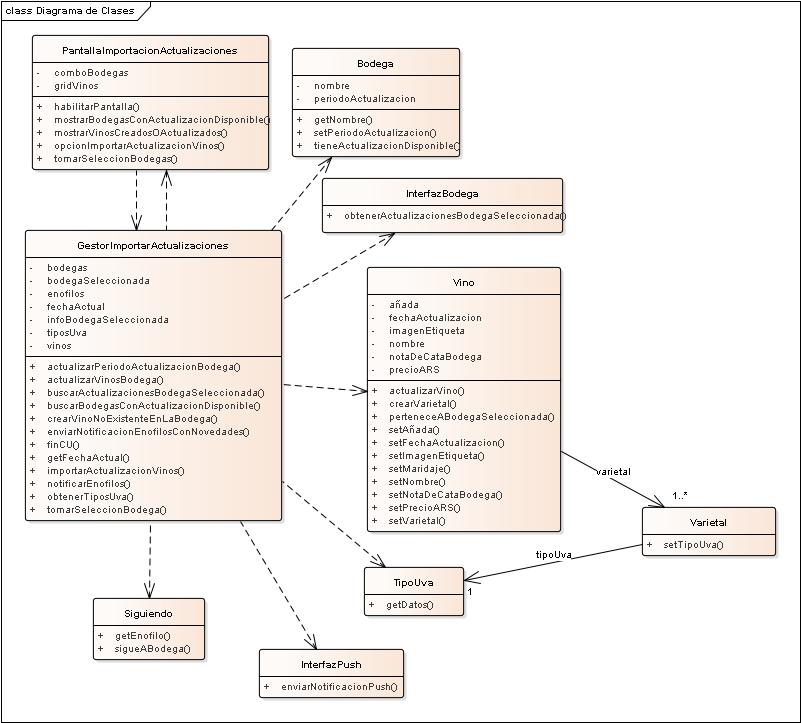 class Diagrama de Clases
PantallaImportacionActualizaciones
- comboBodegas
- gridVinos
+ habilitarPantalla()
+ mostrarBodegasConActualizacionDisponible()
+ mostrarVinosCreadosOActualizados()
+ opcionImportarActualizacionVinos()
+ tomarSeleccionBodegas()
Bodega
- nombre
- periodoActualizacion
+ getNombre()
+ setPeriodoActualizacion()
+ tieneActualizacionDisponible()
InterfazBodega
+ obtenerActualizacionesBodegaSeleccionada()
GestorImportarActualizaciones
- bodegas
- bodegaSeleccionada
- enofilos
- fechaActual
- infoBodegaSeleccionada
- tiposUva
- vinos
+ actualizarPeriodoActualizacionBodega()
+ actualizarVinosBodega()
+ buscarActualizacionesBodegaSeleccionada()
+ buscarBodegasConActualizacionDisponible()
+ crearVinoNoExistenteEnLaBodega()
+ enviarNotificacionEnofilosConNovedades()
+ finCU()
+ getFechaActual()
+ importarActualizacionVinos()
+ notificarEnofilos()
+ obtenerTiposUva()
+ tomarSeleccionBodega()
Vino
- añada
- fechaActualizacion
- imagenEtiqueta
- nombre
- notaDeCataBodega
- precioARS
+ actualizarVino()
+ crearVarietal()
+ perteneceABodegaSeleccionada()
+ setAñada()
+ setFechaActualizacion()
+ setImagenEtiqueta()
+ setMaridaje()
+ setNombre()
+ setNotaDeCataBodega()
+ setPrecioARS()
+ setVarietal()
varietal
1..*
Varietal
+ setTipoUva()
tipoUva
1
TipoUva
+ getDatos()
Siguiendo
+ getEnofilo()
+ sigueABodega()
InterfazPush
+ enviarNotificacionPush()